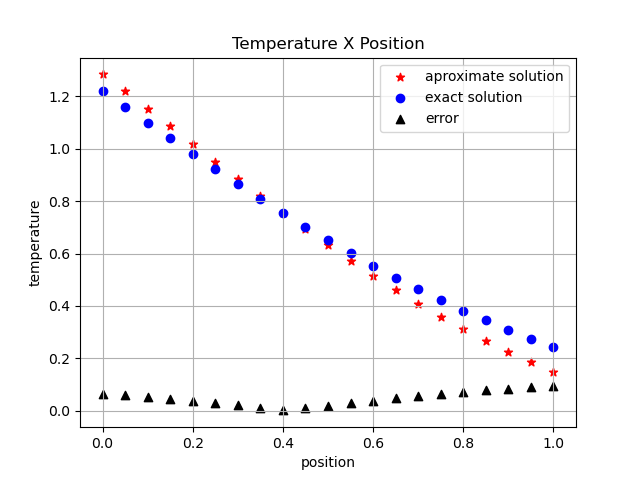 Temperature X Position
aproximate solution
exact solution
error
temperature
1.2
1.0
0.8
0.6
0.4
0.2
0.0
0.0 0.2 0.4 0.6 0.8 1.0
position